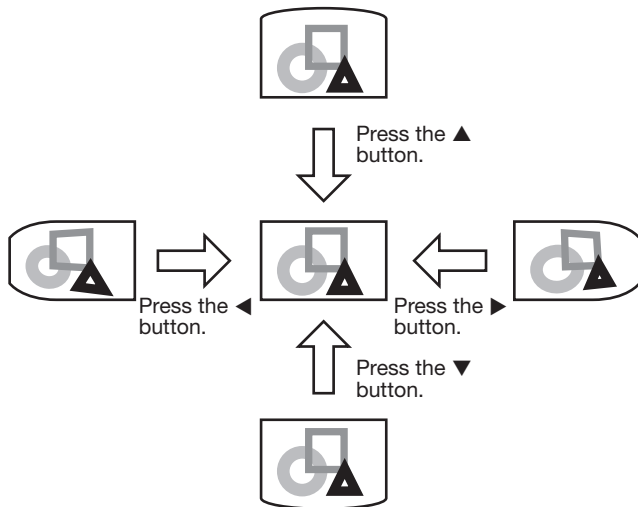 Press the ▲
button.
Press the ◀
button.
Press the ▶
button.
Press the ▼
button.